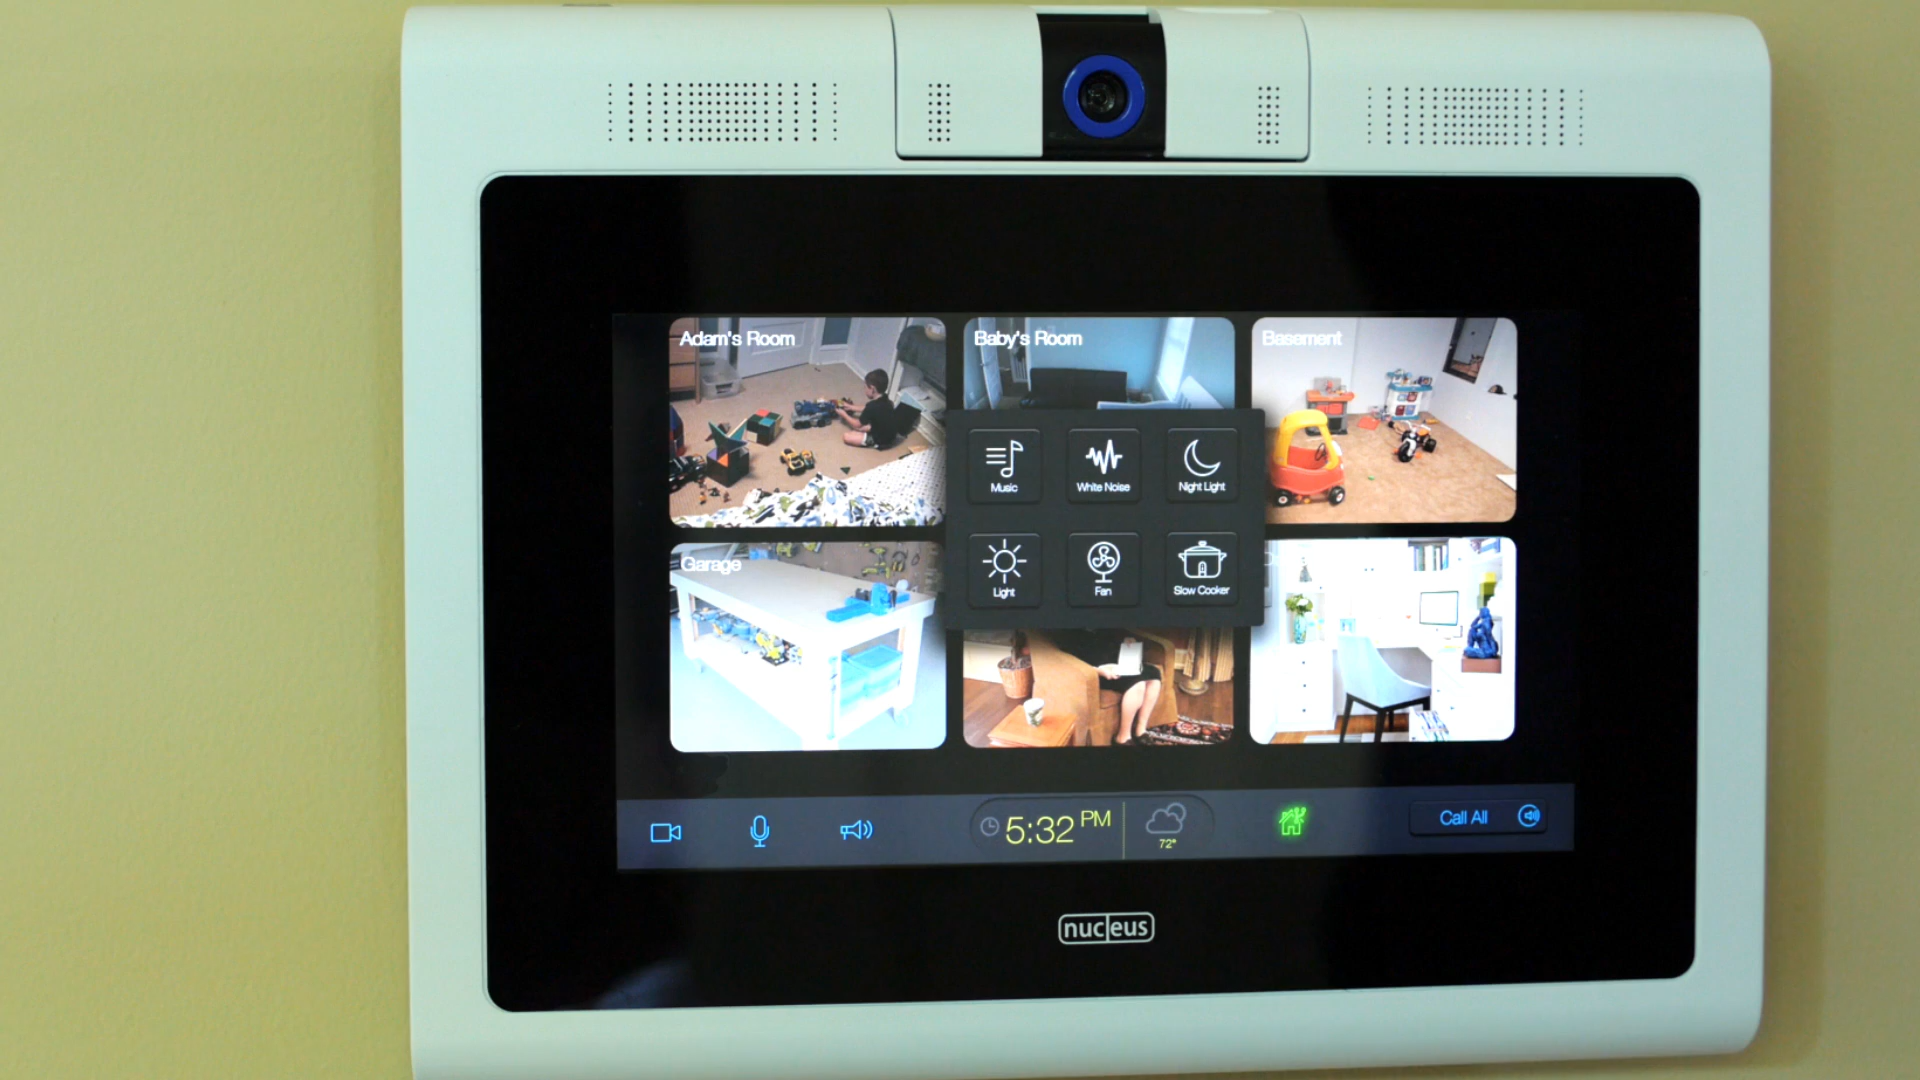 Adam's Room
Baby's Room
Basement
Music
White Noise
Night Light
Garage
Light
Fan
Slow Cooker
5:32 PM
72°
Call All
nucleus